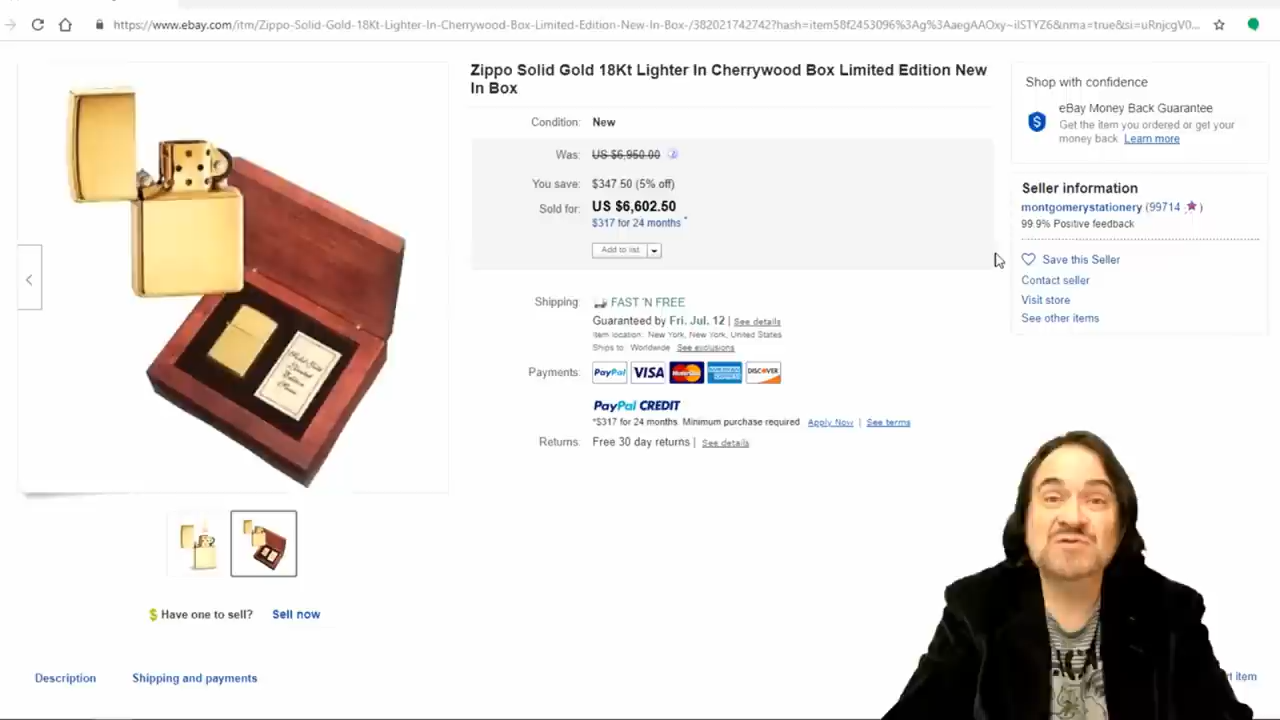 https://www.ebay.com/itm/Zippo-Solid-Gold-18Kt-Lighter-In-Cherrywood-Box-Limited-Edition-New-In-Box-/382021742742?hash=item58f2453096%3Ag%3AaegAAOxy~ilSTYZ6&nma=true&si=uRnjcgV0...
Zippo Solid Gold 18Kt Lighter In Cherrywood Box Limited Edition New
In Box
Condition: New
Was: US $6,950.00
You save: $347.50 (5% off)
Sold for: US $6,602.50
$317 for 24 months *
Add to list
Shipping: FAST 'N FREE
Guaranteed by Fri. Jul. 12 | See details
Item location: New York, New York, United States
Ships to: Worldwide See exclusions
Payments: PayPal VISA MasterCard AMERICAN EXPRESS DISCOVER
PayPal CREDIT
*$317 for 24 months. Minimum purchase required Apply Now | See terms
Returns: Free 30 day returns | See details
Shop with confidence
eBay Money Back Guarantee
Get the item you ordered or get your
money back. Learn more
Seller information
montgomerystationery (99714 )
99.9% Positive feedback
Save this Seller
Contact seller
Visit store
See other items
$ Have one to sell? Sell now
Description Shipping and payments
item